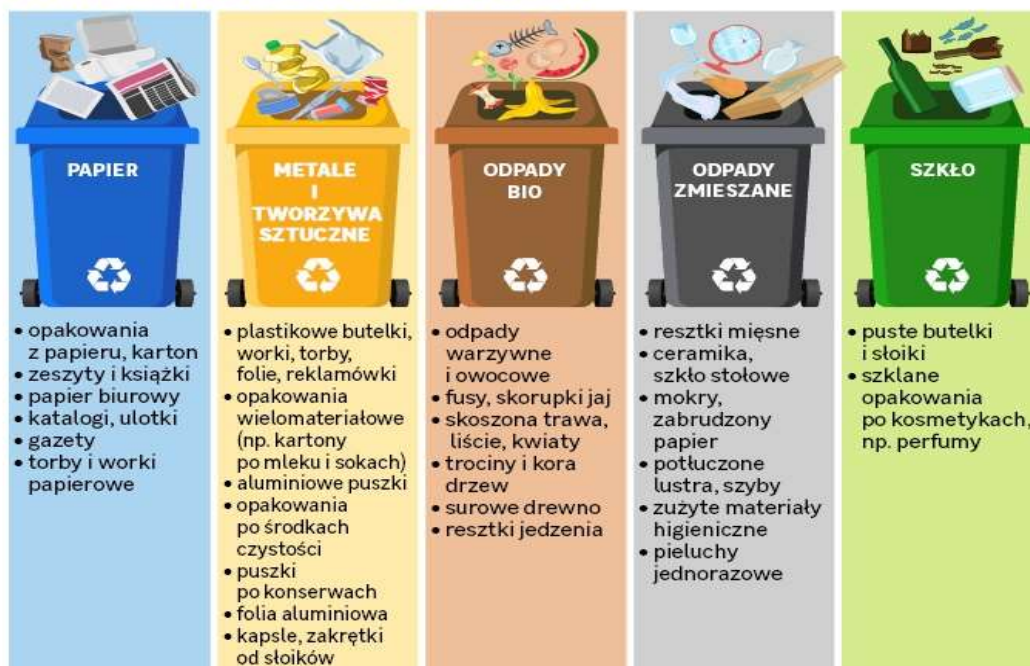 PAPIER
• opakowania
z papieru, karton
• zeszyty i książki
• papier biurowy
• katalogi, ulotki
• gazety
• torby i worki
papierowe
METALE
I
TWORZYWA
SZTUCZNE
• plastikowe butelki,
worki, torby,
folie, reklamówki
• opakowania
wielomateriałowe
(np. kartony
po mleku i sokach)
• aluminiowe puszki
• opakowania
po środkach
czystości
• puszki
po konserwach
• folia aluminiowa
• kapsle, zakrętki
od słoików
ODPADY
BIO
• odpady
warzywne
i owocowe
• fusy, skorupki jaj
• skoszona trawa,
liście, kwiaty
• trociny i kora
drzew
• surowe drewno
• resztki jedzenia
ODPADY
ZMIESZANE
• resztki mięsne
• ceramika,
szkło stołowe
• mokry,
zabrudzony
papier
• potłuczone
lustra, szyby
• zużyte materiały
higieniczne
• pieluchy
jednorazowe
SZKŁO
• puste butelki
i słoiki
• szklane
opakowania
po kosmetykach,
np. perfumy